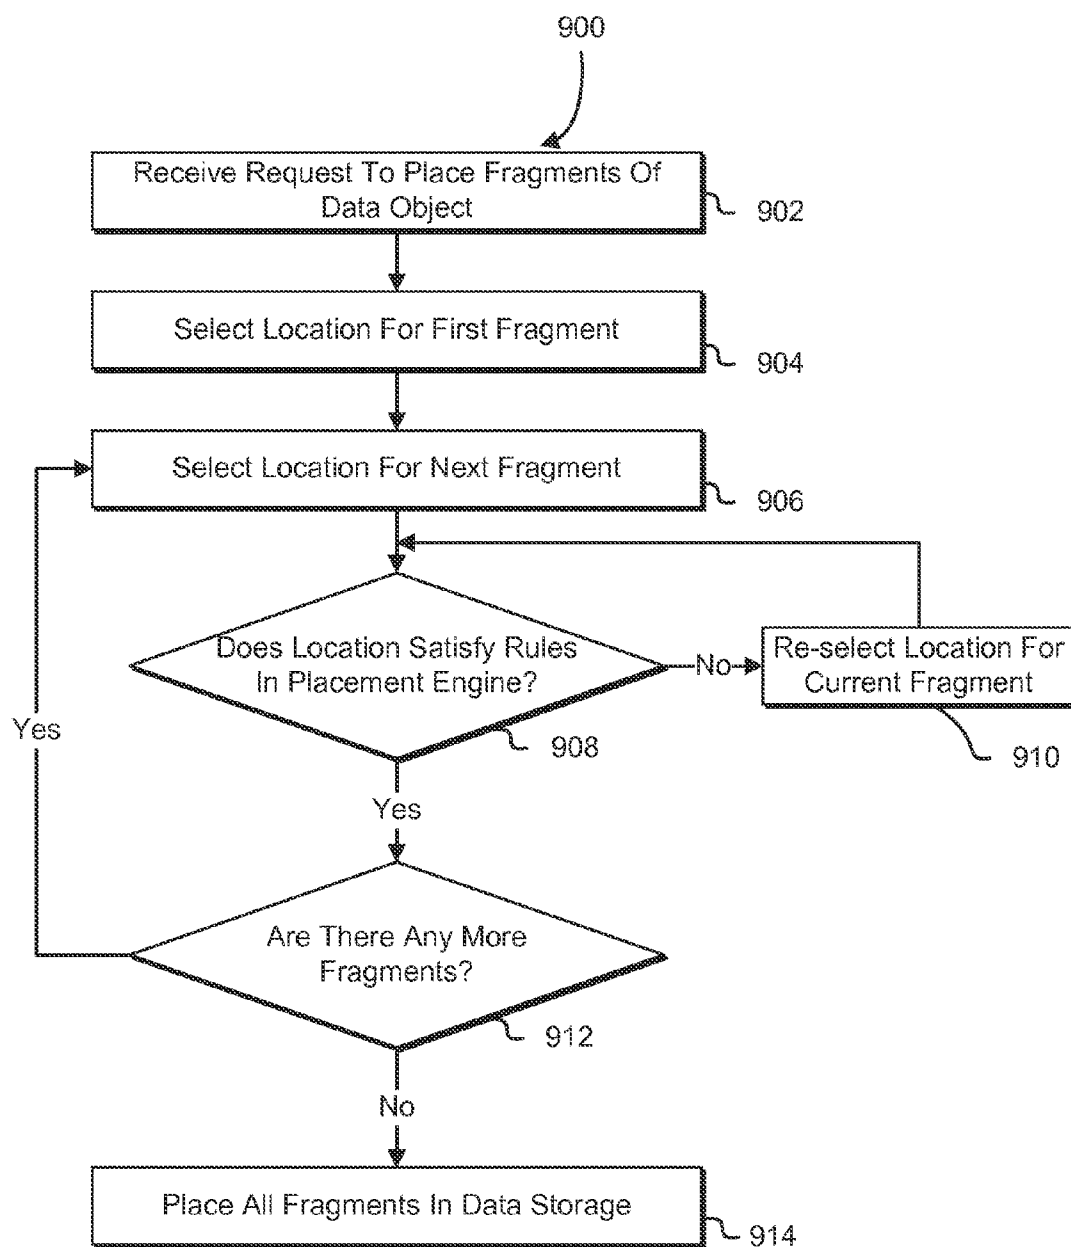 900
Receive Request To Place Fragments Of
Data Object
902
Select Location For First Fragment
904
Select Location For Next Fragment
906
Does Location Satisfy Rules
In Placement Engine?
908
No
Re-select Location For
Current Fragment
910
Yes
Yes
Are There Any More
Fragments?
912
No
Place All Fragments In Data Storage
914